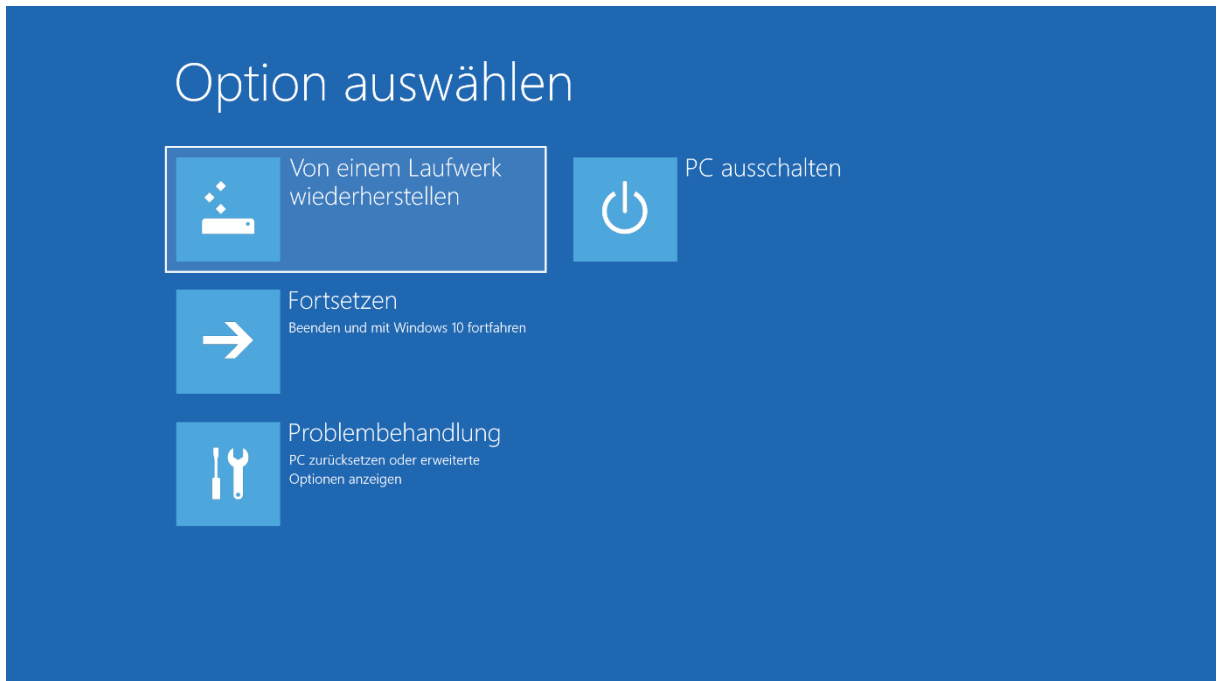 Option auswählen
Von einem Laufwerk
wiederherstellen
PC ausschalten
Fortsetzen
Beenden und mit Windows 10 fortfahren
Problembehandlung
PC zurücksetzen oder erweiterte
Optionen anzeigen